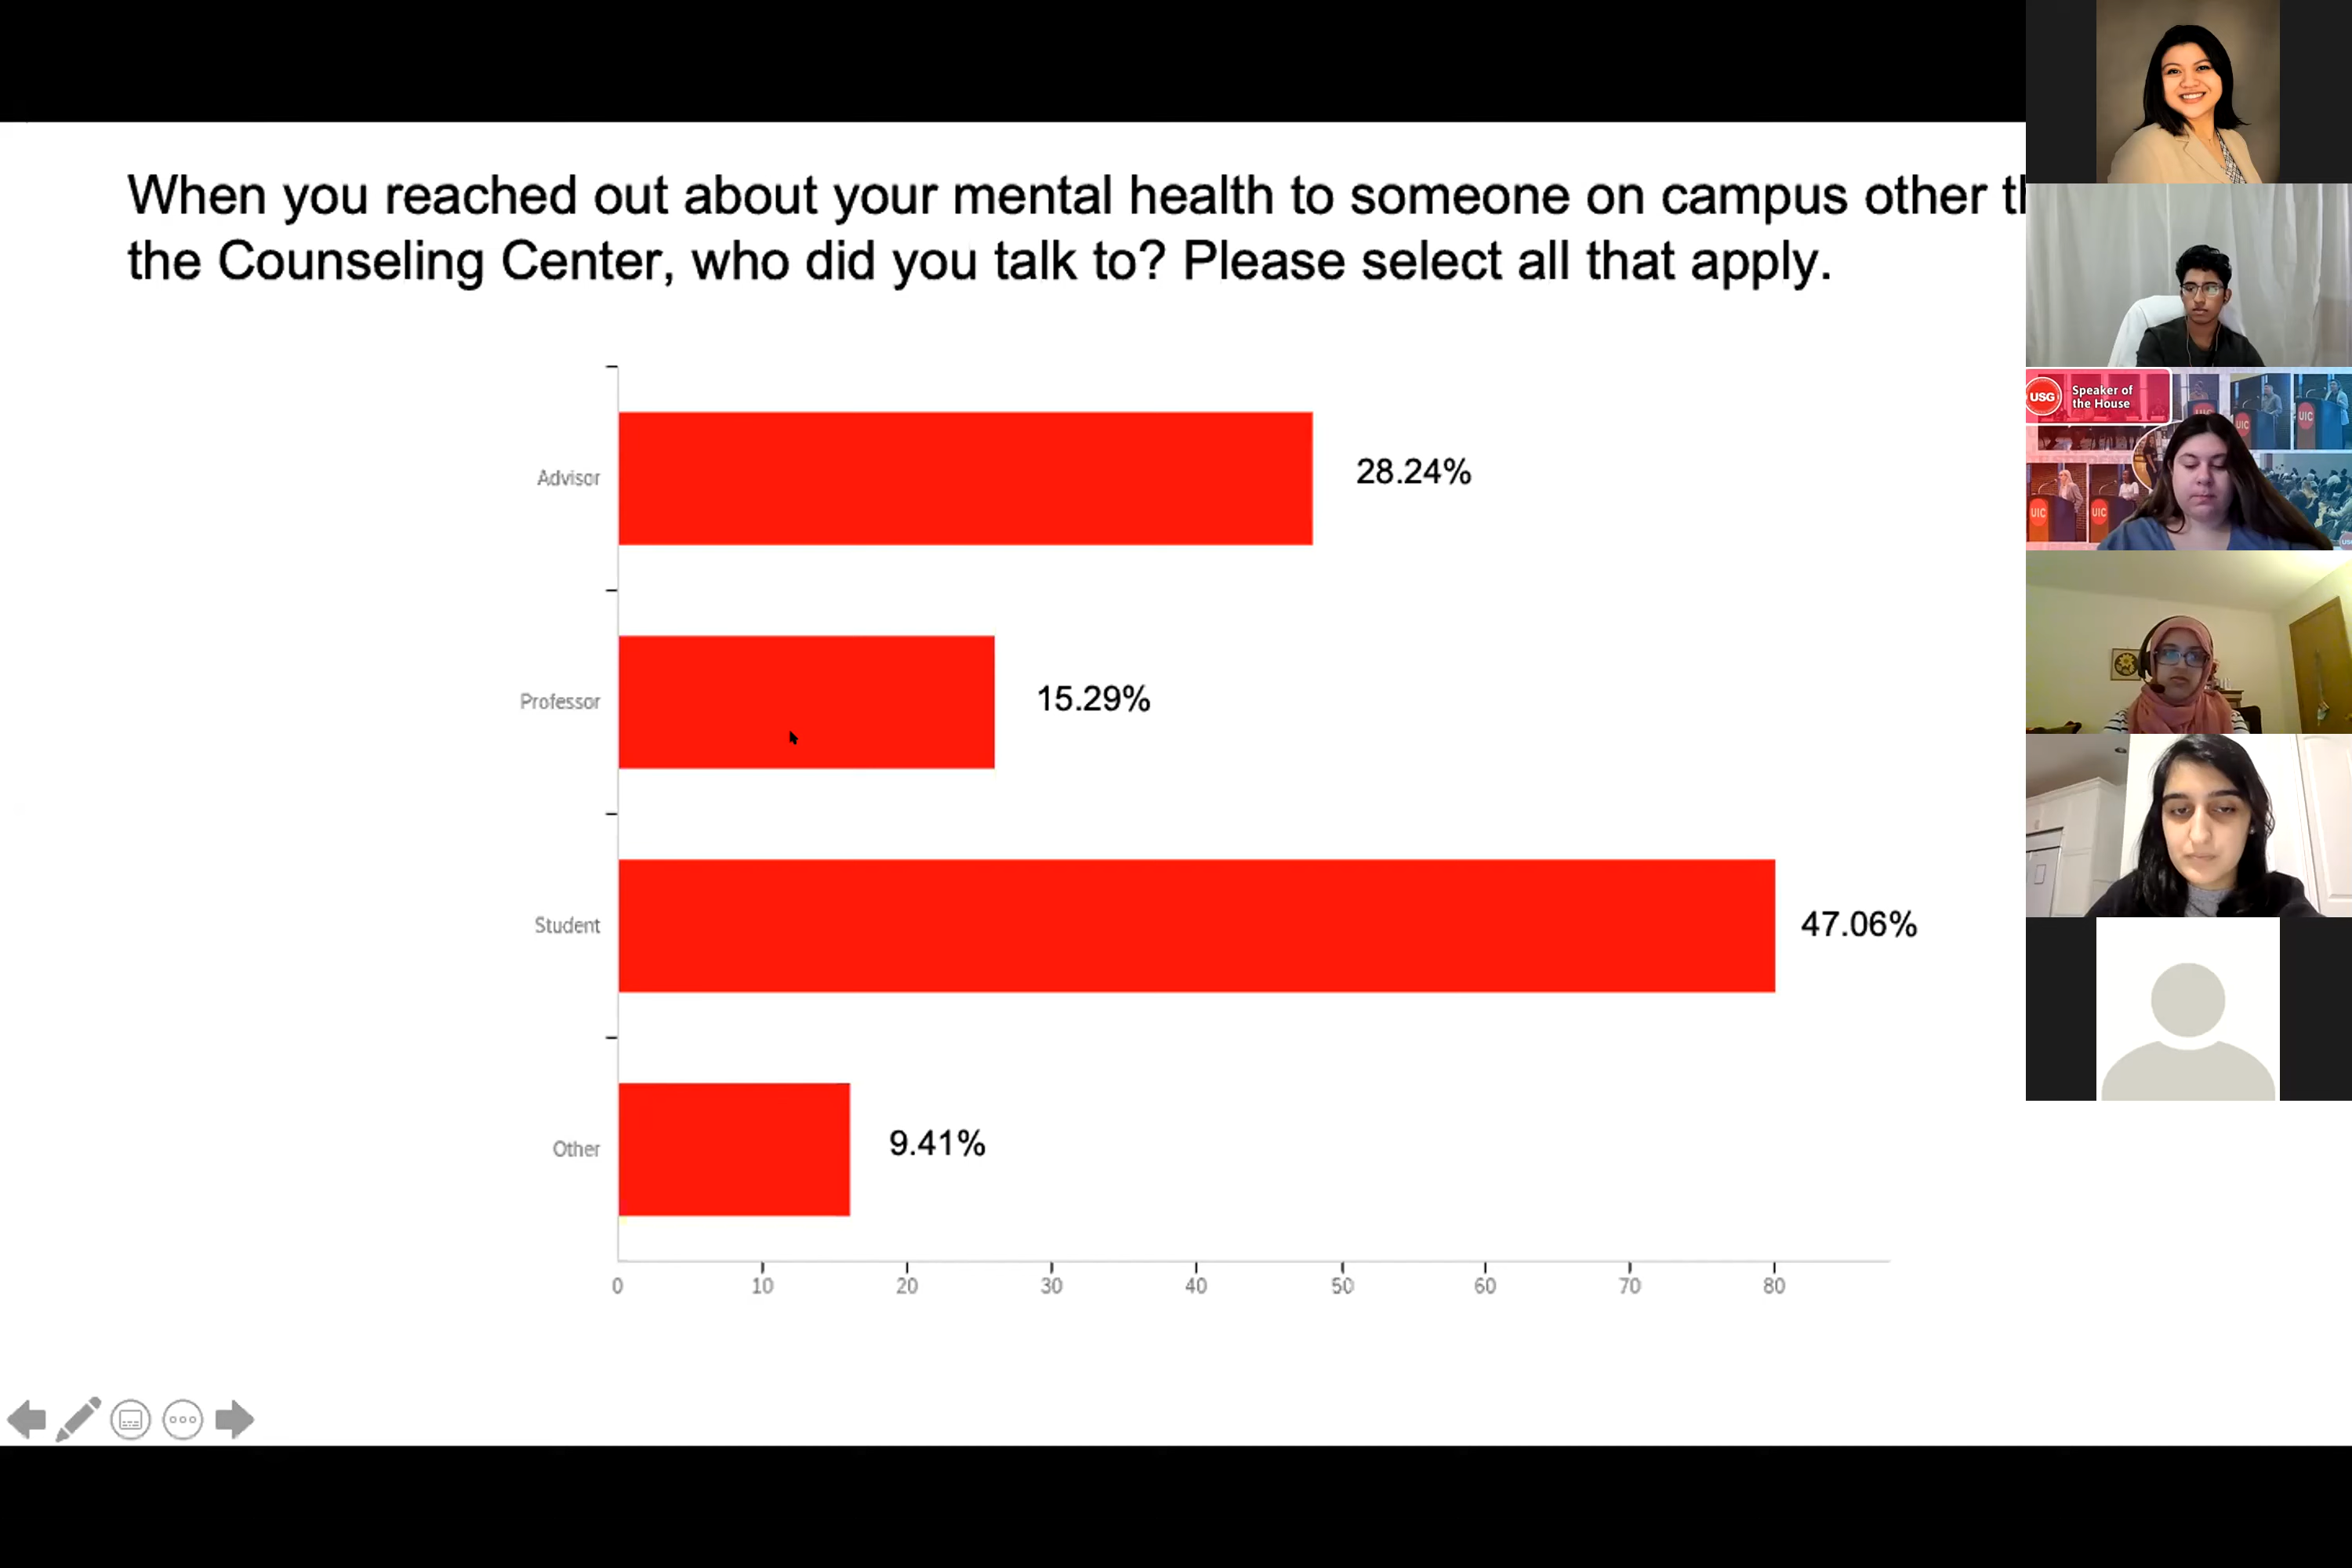 When you reached out about your mental health to someone on campus other
the Counseling Center, who did you talk to? Please select all that apply.
Advisor
28.24%
Professor
15.29%
Student
47.06%
Other
9.41%
0 10 20 30 40 50 60 70 80
USG
Speaker of
the House
UIC
UIC
UIC
UIC